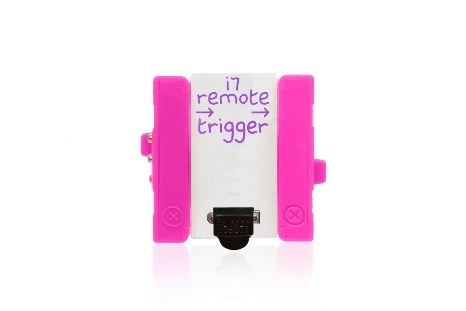 i7
remote
→ →
trigger